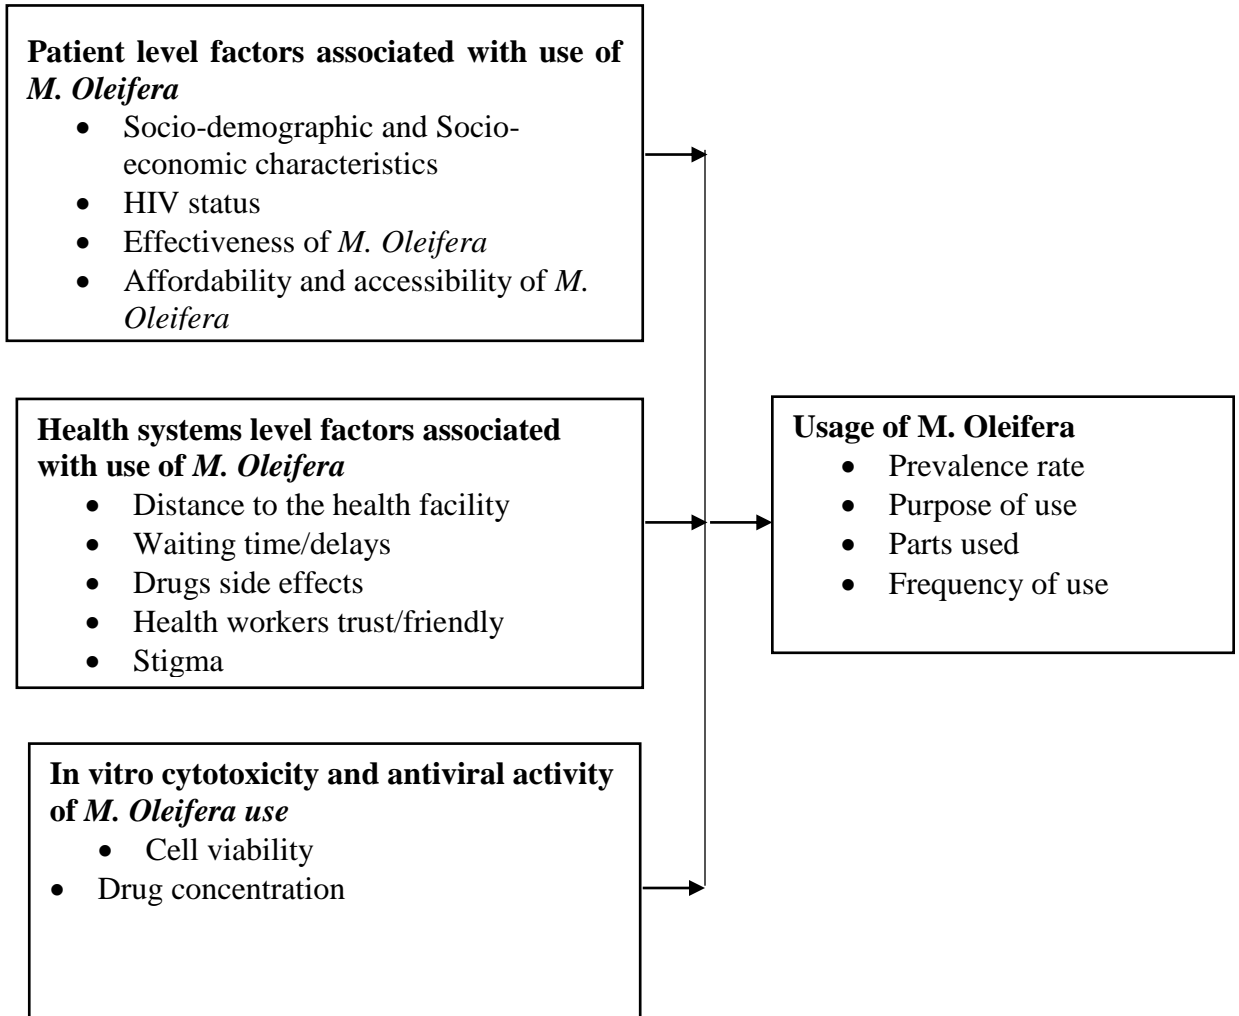 Patient level factors associated with use of
M. Oleifera
• Socio-demographic and Socio-
economic characteristics
• HIV status
• Effectiveness of M. Oleifera
• Affordability and accessibility of M.
Oleifera
Health systems level factors associated
with use of M. Oleifera
• Distance to the health facility
• Waiting time/delays
• Drugs side effects
• Health workers trust/friendly
• Stigma
In vitro cytotoxicity and antiviral activity
of M. Oleifera use
• Cell viability
• Drug concentration
Usage of M. Oleifera
• Prevalence rate
• Purpose of use
• Parts used
• Frequency of use